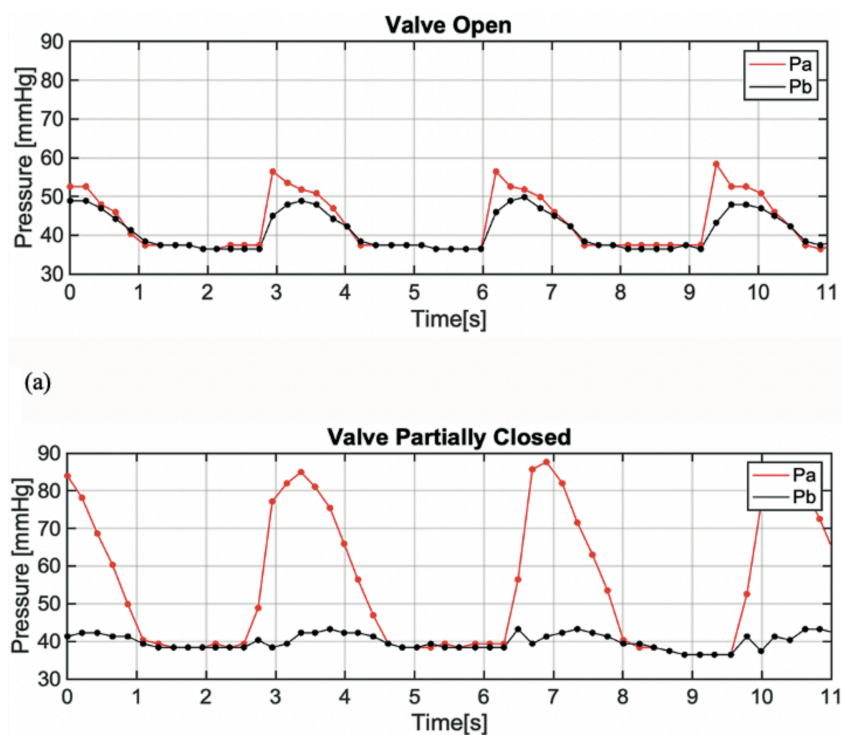 Valve Open
90
80
70
60
50
40
30
Pressure [mmHg]
Pa
Pb
0 1 2 3 4 5 6 7 8 9 10 11
Time[s]
(a)
Valve Partially Closed
90
80
70
60
50
40
30
Pressure [mmHg]
Pa
Pb
0 1 2 3 4 5 6 7 8 9 10 11
Time[s]